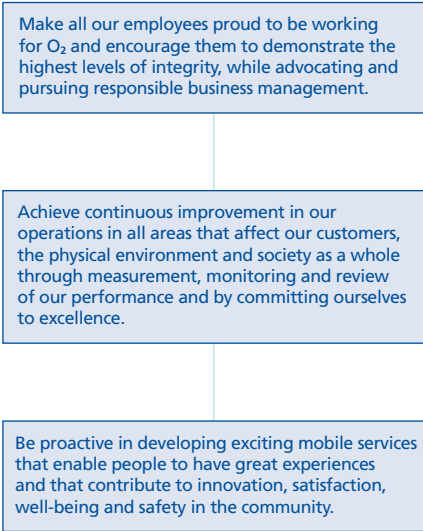 Make all our employees proud to be working
for O₂ and encourage them to demonstrate the
highest levels of integrity, while advocating and
pursuing responsible business management.
Achieve continuous improvement in our
operations in all areas that affect our customers,
the physical environment and society as a whole
through measurement, monitoring and review
of our performance and by committing ourselves
to excellence.
Be proactive in developing exciting mobile services
that enable people to have great experiences
and that contribute to innovation, satisfaction,
well-being and safety in the community.